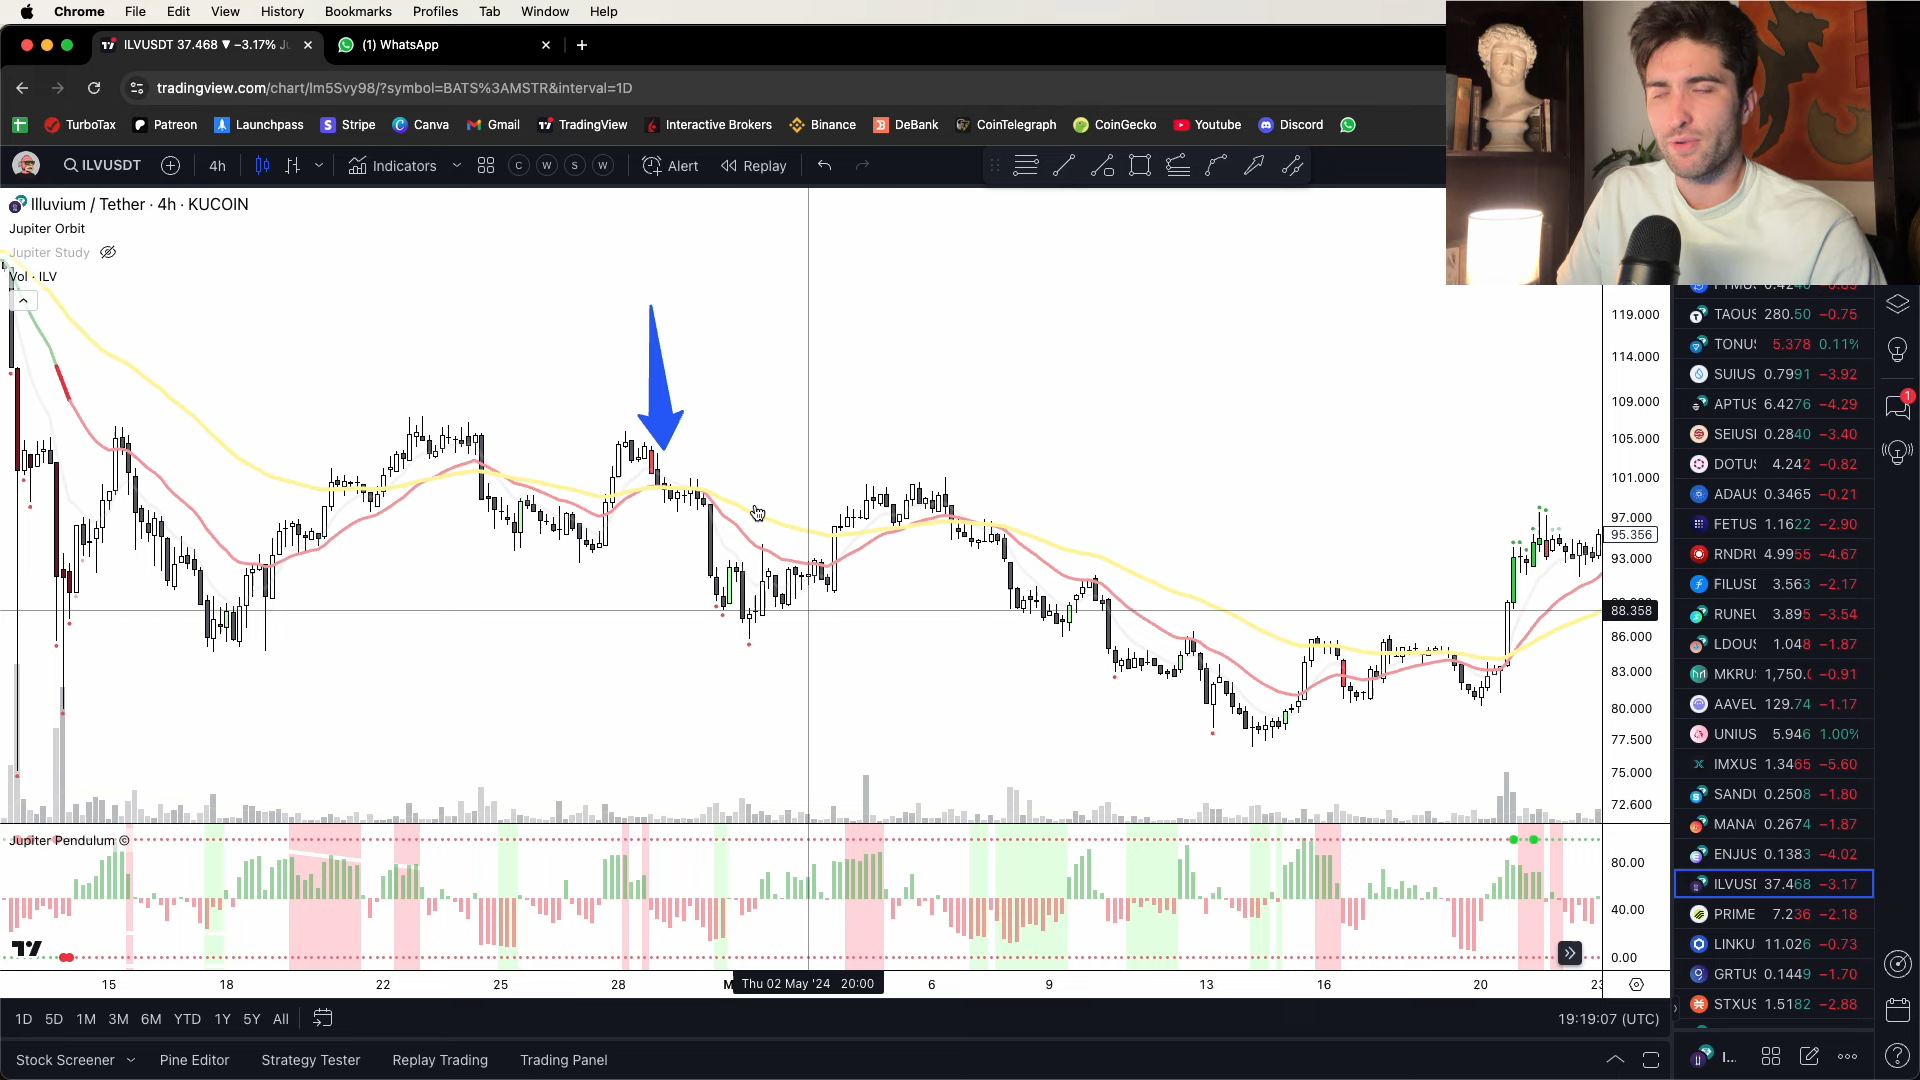 Chrome File Edit View History Bookmarks Profiles Tab Window Help
ILVUSDT 37.468 ▼ −3.17% (1) WhatsApp
tradingview.com/chart/lm5Svy98/?symbol=BATS%3AMSTR&interval=1D
TurboTax Patreon Launchpass Stripe Canva Gmail TradingView Interactive Brokers Binance DeBank CoinTelegraph CoinGecko Youtube Discord
ILVUSDT 4h Indicators C W S W Alert Replay
Illuvium / Tether · 4h · KUCOIN
Jupiter Orbit
Jupiter Study
Vol · ILV
119.000
114.000
109.000
105.000
101.000
97.000
95.356
93.000
88.358
86.000
83.000
80.000
77.500
75.000
72.600
TAOUS 280.50 −0.75
TONUS 5.378 0.11%
SUIUS 0.7991 −3.92
APTUS 6.4276 −4.29
SEIUSI 0.2840 −3.40
DOTUS 4.242 −0.82
ADAUS 0.3465 −0.21
FETUS 1.1622 −2.90
RNDRU 4.9955 −4.67
FILUSD 3.563 −2.17
RUNEU 3.895 −3.54
LDOUS 1.048 −1.87
MKRUS 1,750.0 −0.91
AAVEU 129.74 −1.17
UNIUS 5.946 1.00%
IMXUS 1.3465 −5.60
SANDU 0.2508 −1.80
MANA 0.2674 −1.87
ENJUS 0.1383 −4.02
ILVUSD 37.468 −3.17
PRIME 7.236 −2.18
LINKU 11.026 −0.73
GRTUS 0.1449 −1.70
STXUS 1.5182 −2.88
1
Jupiter Pendulum ©
80.00
40.00
0.00
15 18 22 25 28 Thu 02 May '24 20:00 6 9 13 16 20 23
1D 5D 1M 3M 6M YTD 1Y 5Y All 19:19:07 (UTC)
Stock Screener Pine Editor Strategy Tester Replay Trading Trading Panel
I...